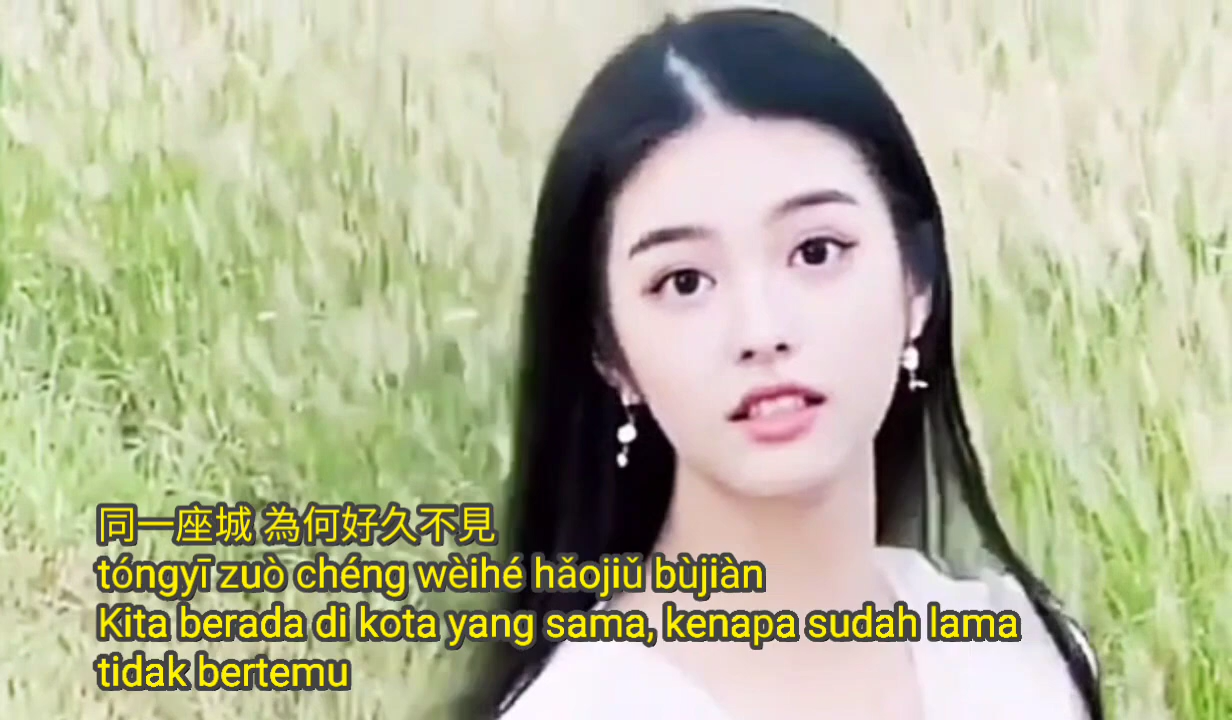 同一座城 為何好久不見
tóngyī zuò chéng wèihé hǎojiǔ bùjiàn
Kita berada di kota yang sama, kenapa sudah lama
tidak bertemu